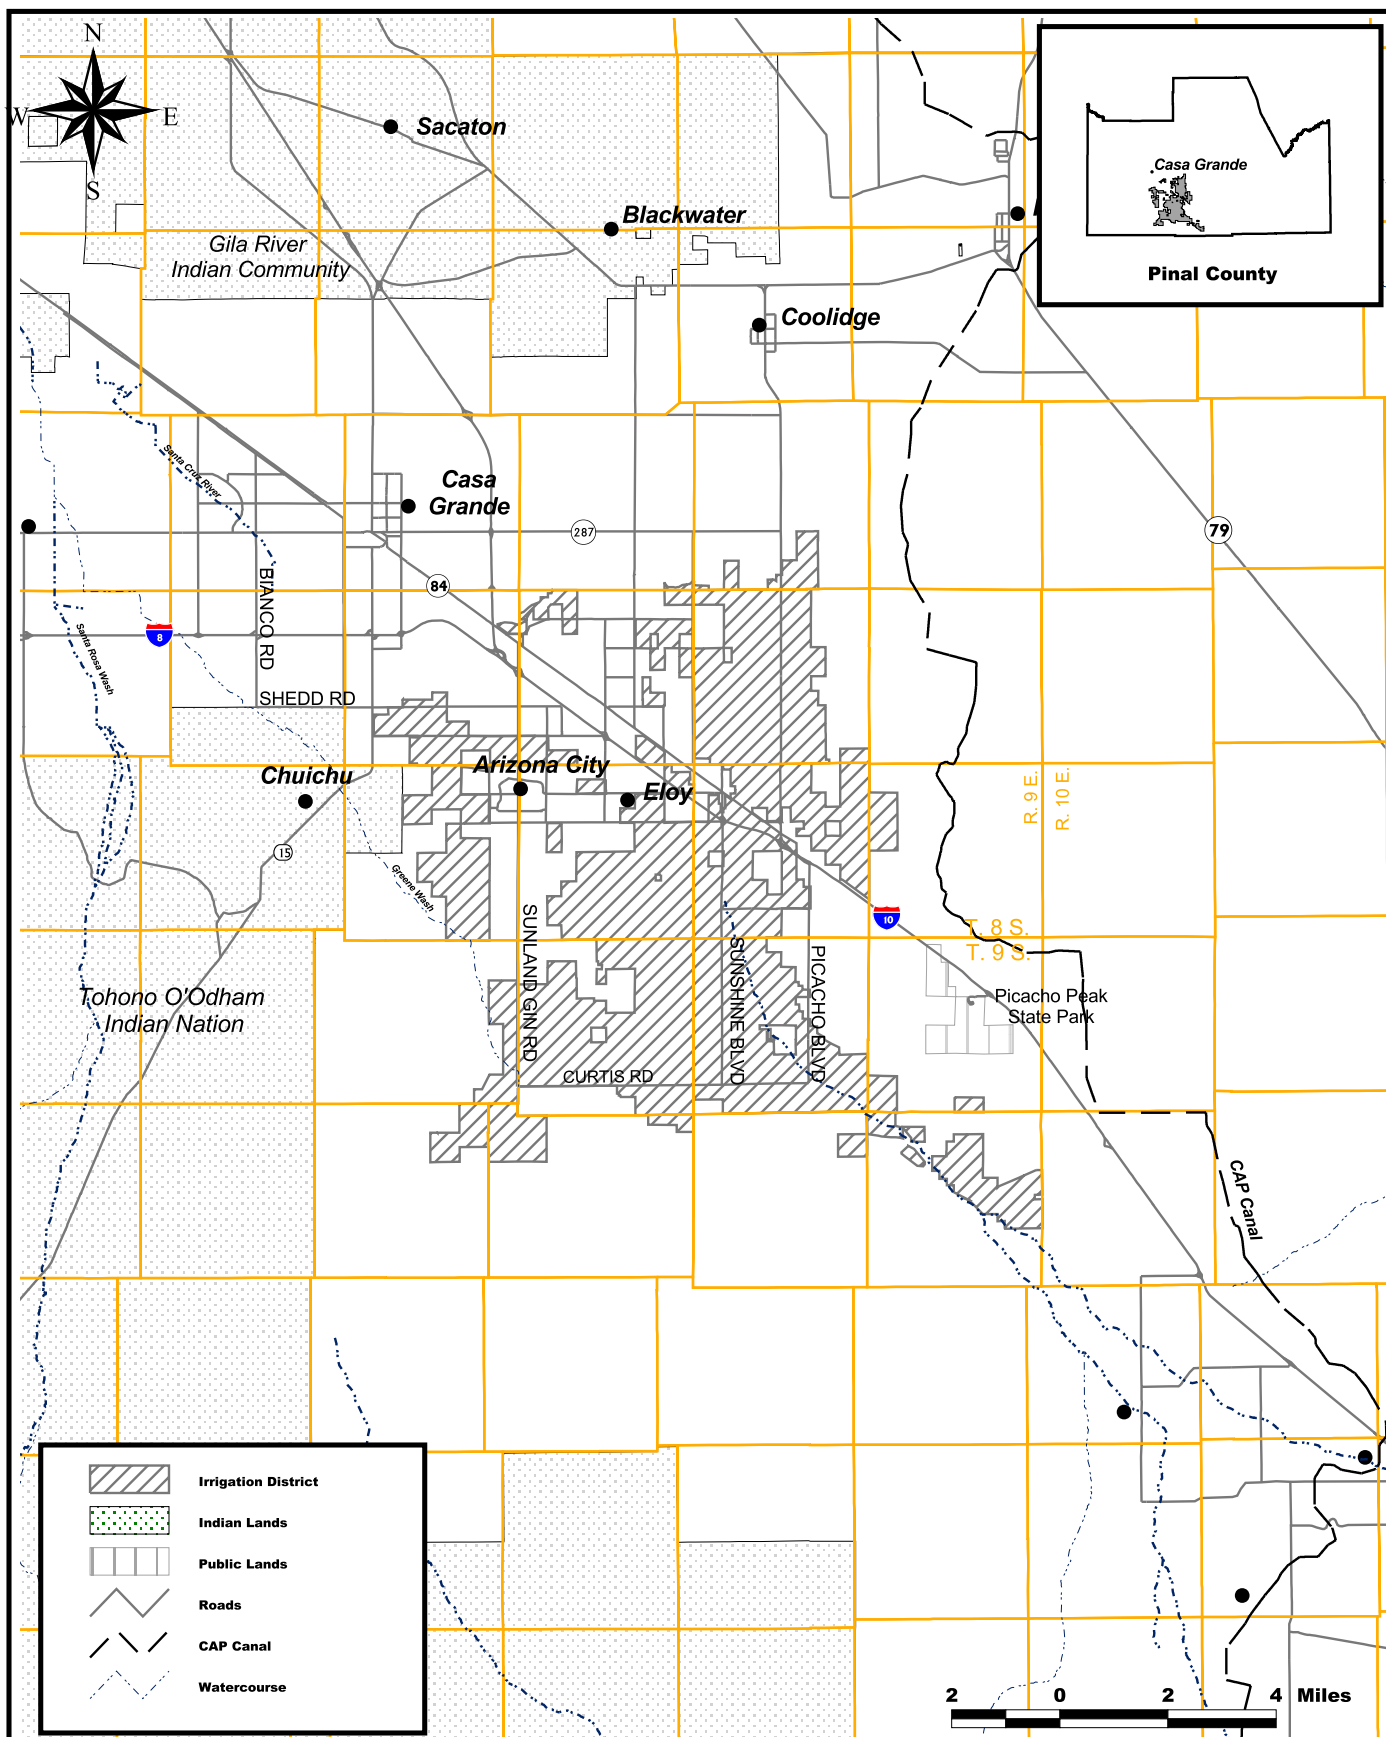 N
W
E
S
Sacaton
Blackwater
Gila River
Indian Community
Casa Grande
Pinal County
Coolidge
Santa Cruz River
Casa
Grande
287
79
84
8
BIANCO RD
Santa Rosa Wash
SHEDD RD
Chuichu
Arizona City
Eloy
R. 9 E.
R. 10 E.
15
Greene Wash
10
SUNLAND GIN RD
SUNSHINE BLVD
PICACHO BLVD
T. 8 S.
T. 9 S.
Tohono O'Odham
Indian Nation
Picacho Peak
State Park
CURTIS RD
CAP Canal
Irrigation District
Indian Lands
Public Lands
Roads
CAP Canal
Watercourse
2 0 2 4 Miles